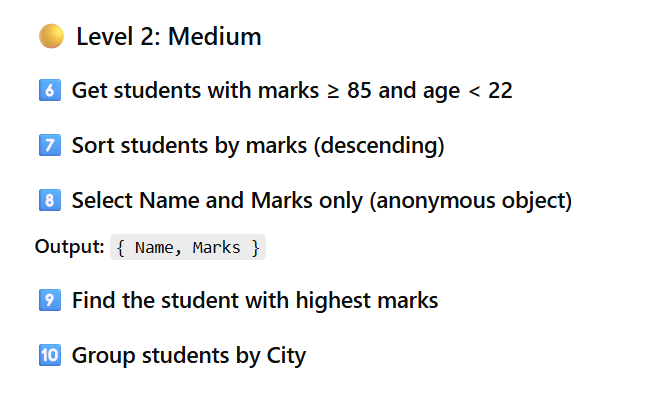 🟡 Level 2: Medium
6️⃣ Get students with marks ≥ 85 and age < 22
7️⃣ Sort students by marks (descending)
8️⃣ Select Name and Marks only (anonymous object)
Output: { Name, Marks }
9️⃣ Find the student with highest marks
🔟 Group students by City